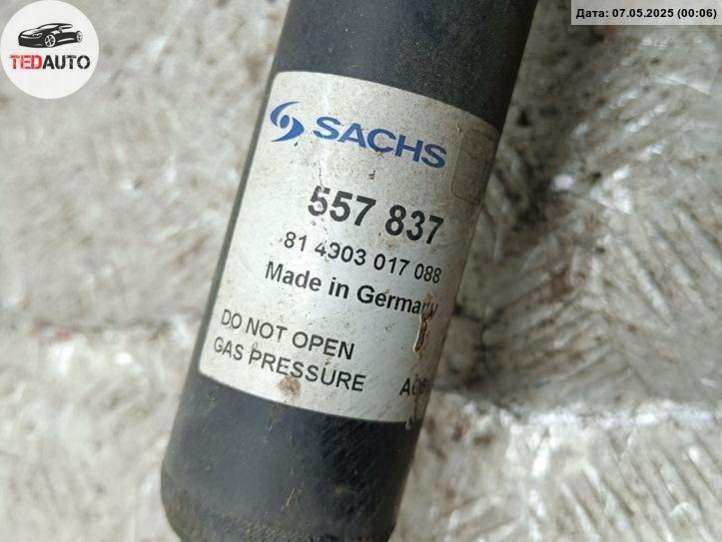 Дата: 07.05.2025 (00:06)
TEDAUTO
SACHS
557 837
81 4903 017 088
Made in Germany
DO NOT OPEN
GAS PRESSURE